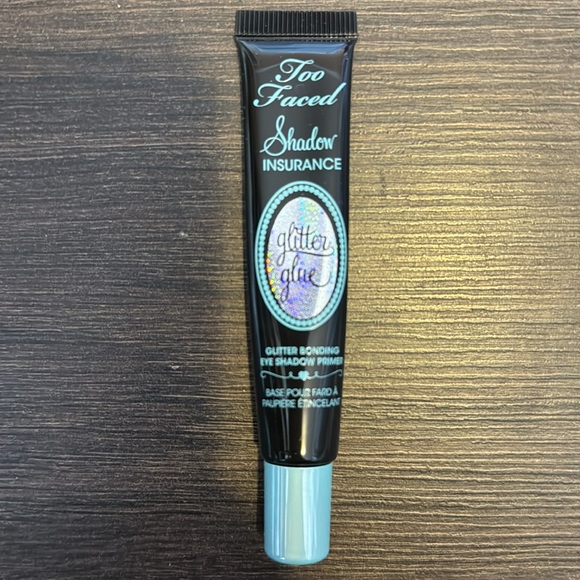 Too
Faced
Shadow
INSURANCE
glitter
glue
GLITTER BONDING
EYE SHADOW PRIMER
BASE POUR FARD À
PAUPIÈRE ÉTINCELANT